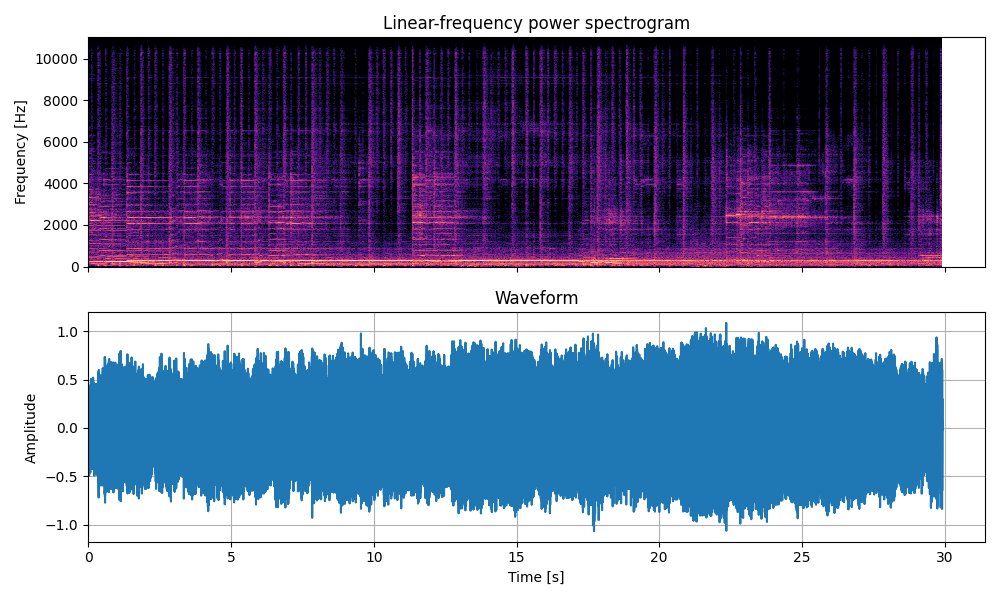 Linear-frequency power spectrogram
Frequency [Hz]
10000
8000
6000
4000
2000
0
Waveform
Amplitude
1.0
0.5
0.0
−0.5
−1.0
0 5 10 15 20 25 30
Time [s]